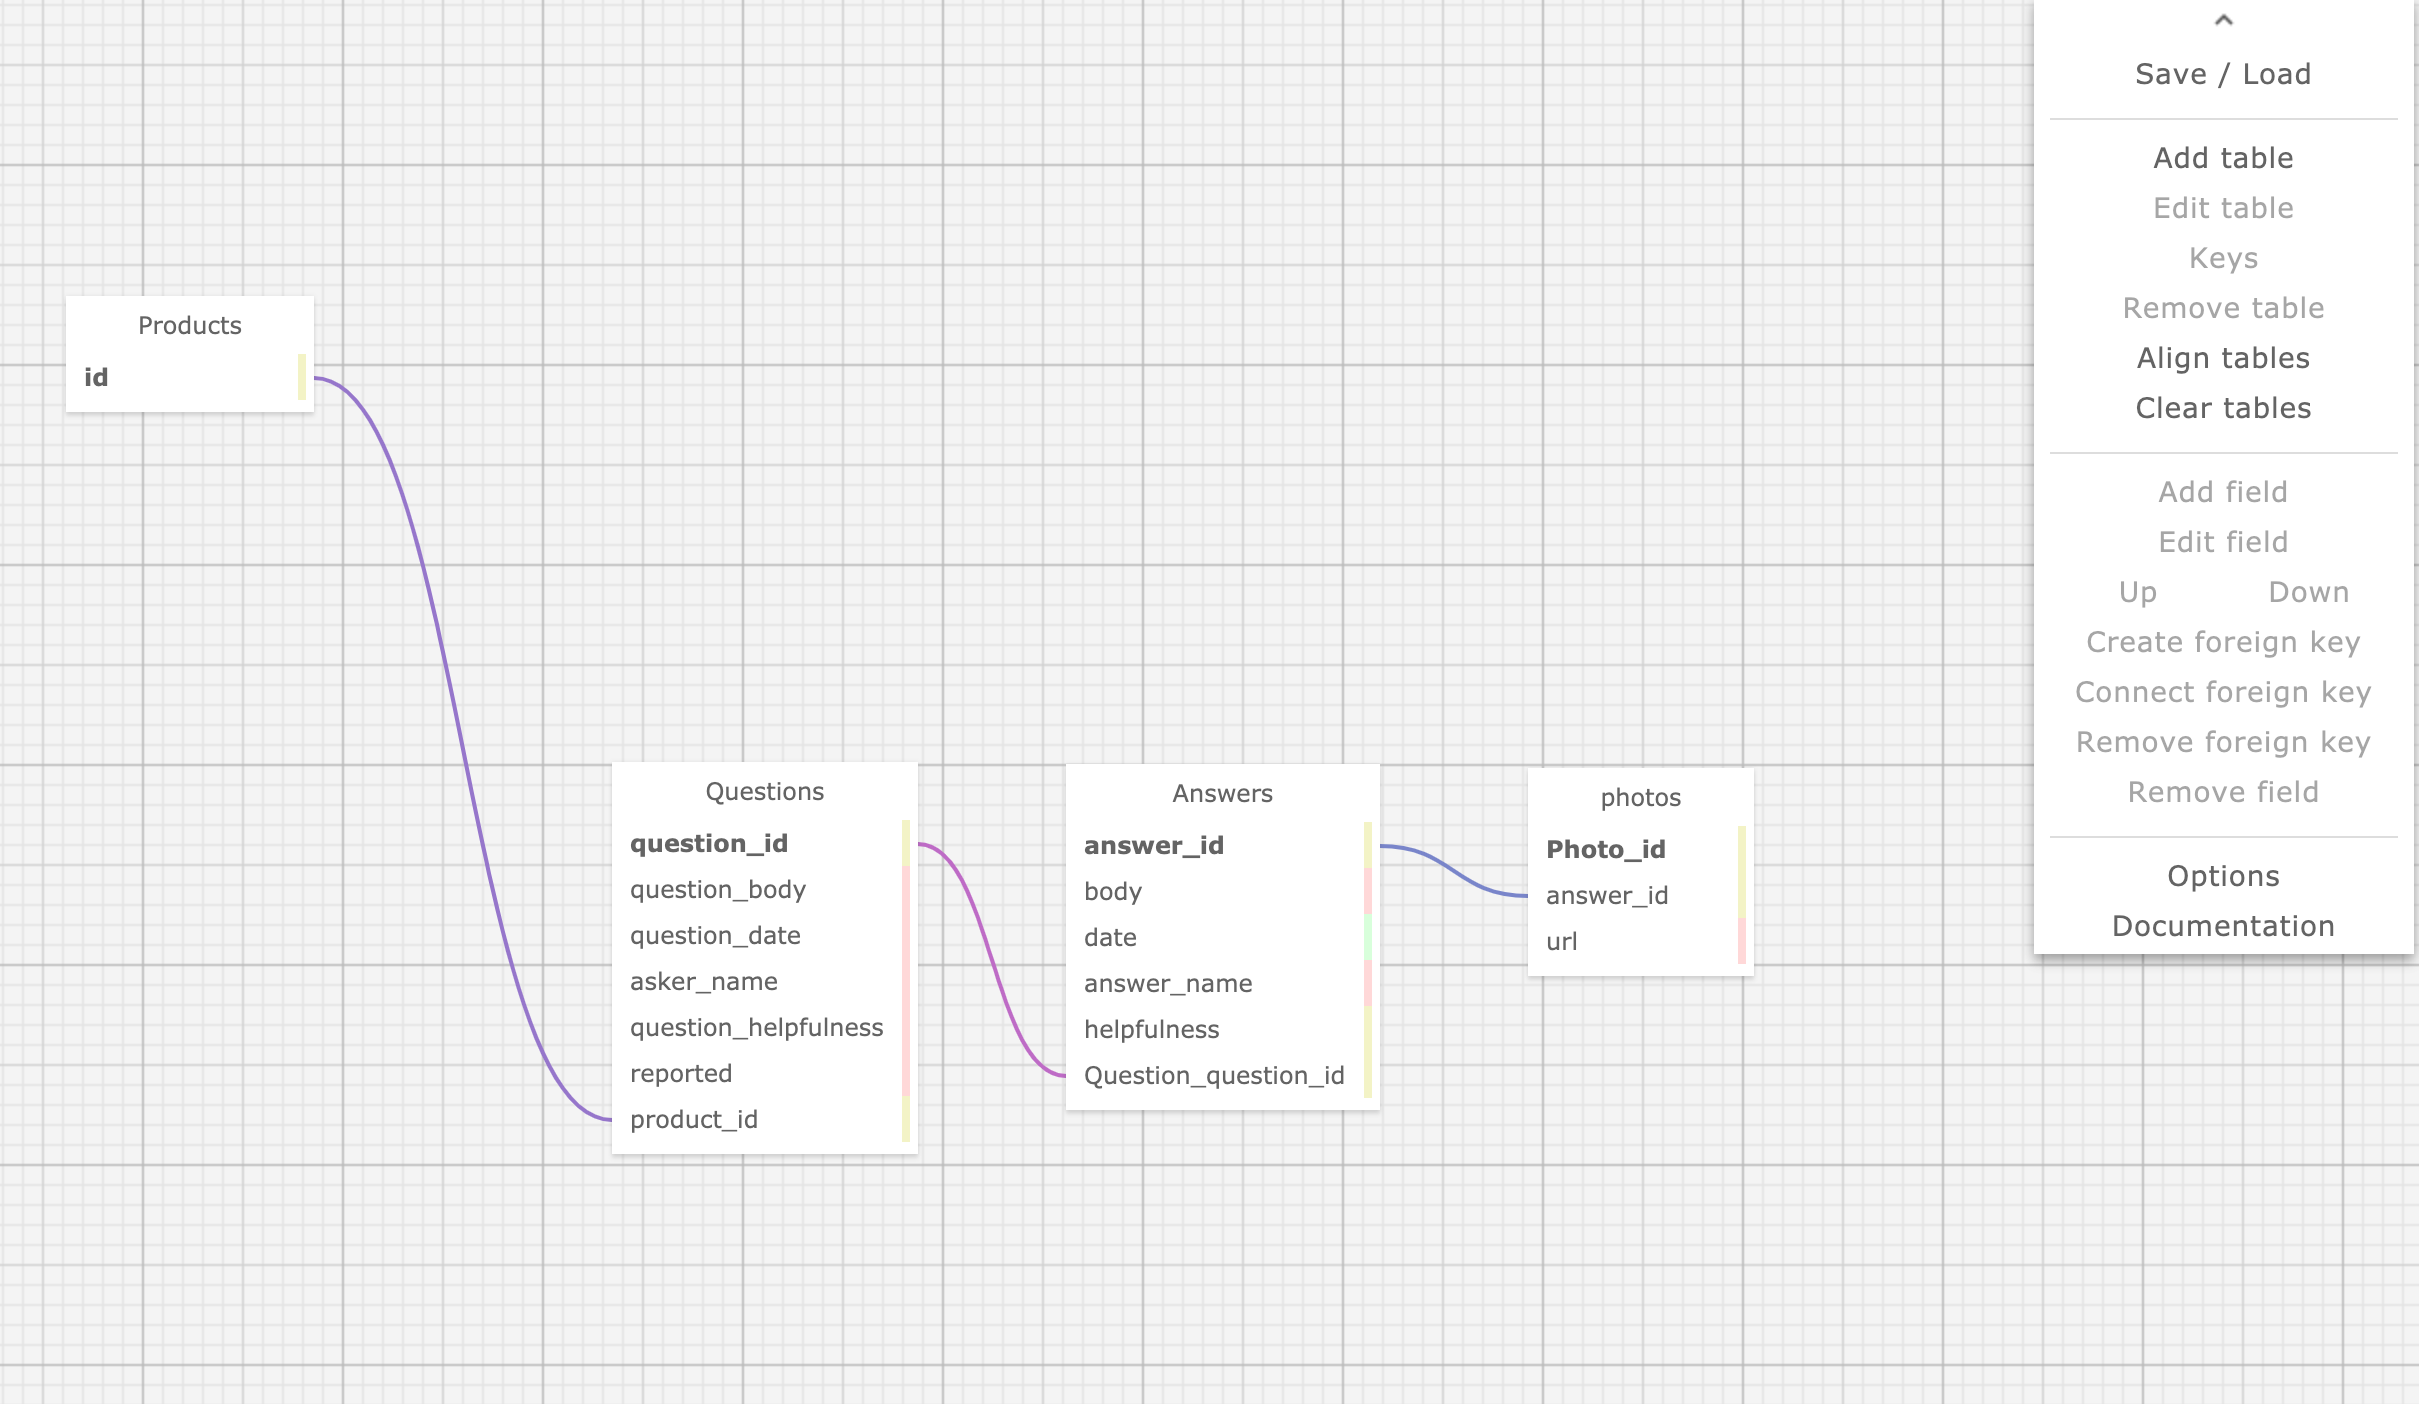 Products
id
Questions
question_id
question_body
question_date
asker_name
question_helpfulness
reported
product_id
Answers
answer_id
body
date
answer_name
helpfulness
Question_question_id
photos
Photo_id
answer_id
url
Save / Load
Add table
Edit table
Keys
Remove table
Align tables
Clear tables
Add field
Edit field
Up Down
Create foreign key
Connect foreign key
Remove foreign key
Remove field
Options
Documentation